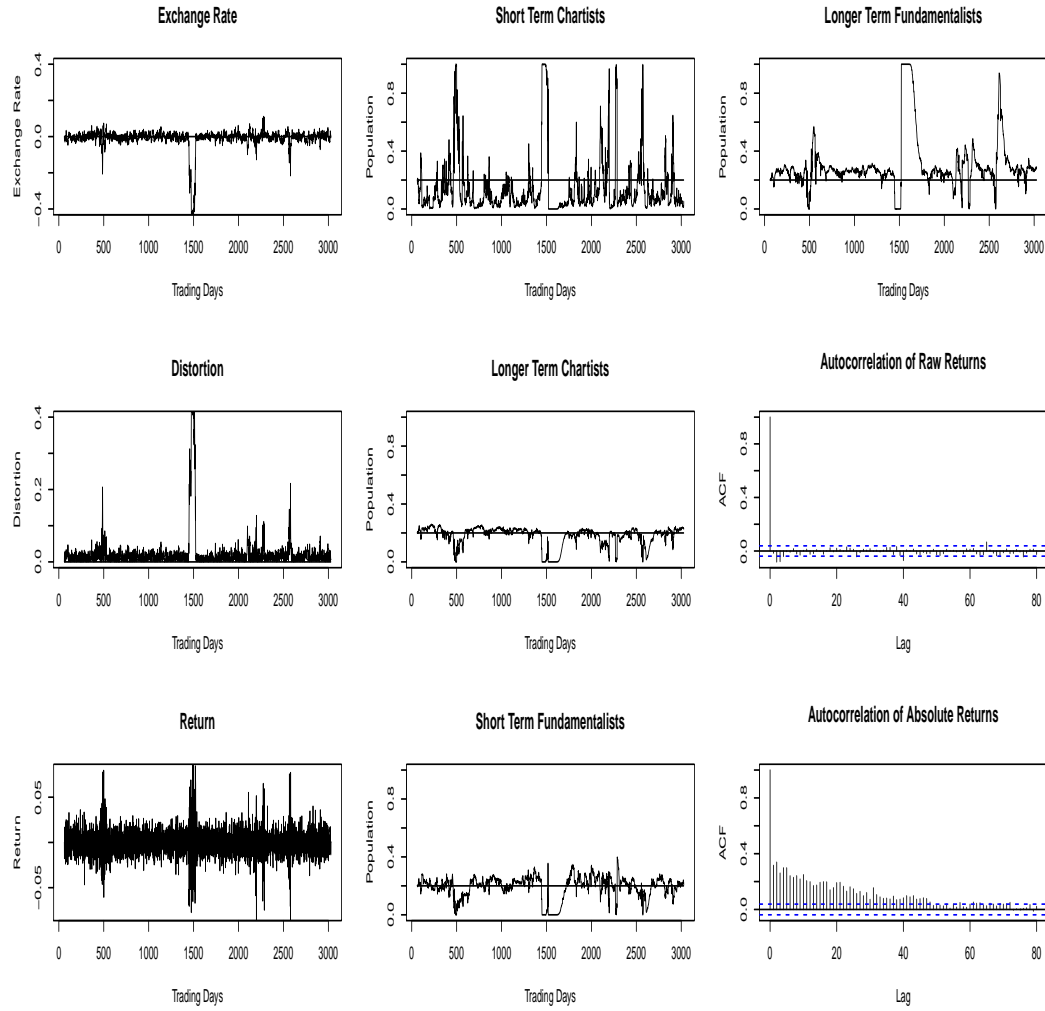 Exchange Rate
Exchange Rate
−0.4 0.0 0.4
0 500 1000 1500 2000 2500 3000
Trading Days
Short Term Chartists
Population
0.0 0.4 0.8
0 500 1000 1500 2000 2500 3000
Trading Days
Longer Term Fundamentalists
Population
0.0 0.4 0.8
0 500 1000 1500 2000 2500 3000
Trading Days
Distortion
Distortion
0.0 0.2 0.4
0 500 1000 1500 2000 2500 3000
Trading Days
Longer Term Chartists
Population
0.0 0.4 0.8
0 500 1000 1500 2000 2500 3000
Trading Days
Autocorrelation of Raw Returns
ACF
0.0 0.4 0.8
0 20 40 60 80
Lag
Return
Return
−0.05 0.05
0 500 1000 1500 2000 2500 3000
Trading Days
Short Term Fundamentalists
Population
0.0 0.4 0.8
0 500 1000 1500 2000 2500 3000
Trading Days
Autocorrelation of Absolute Returns
ACF
0.0 0.4 0.8
0 20 40 60 80
Lag